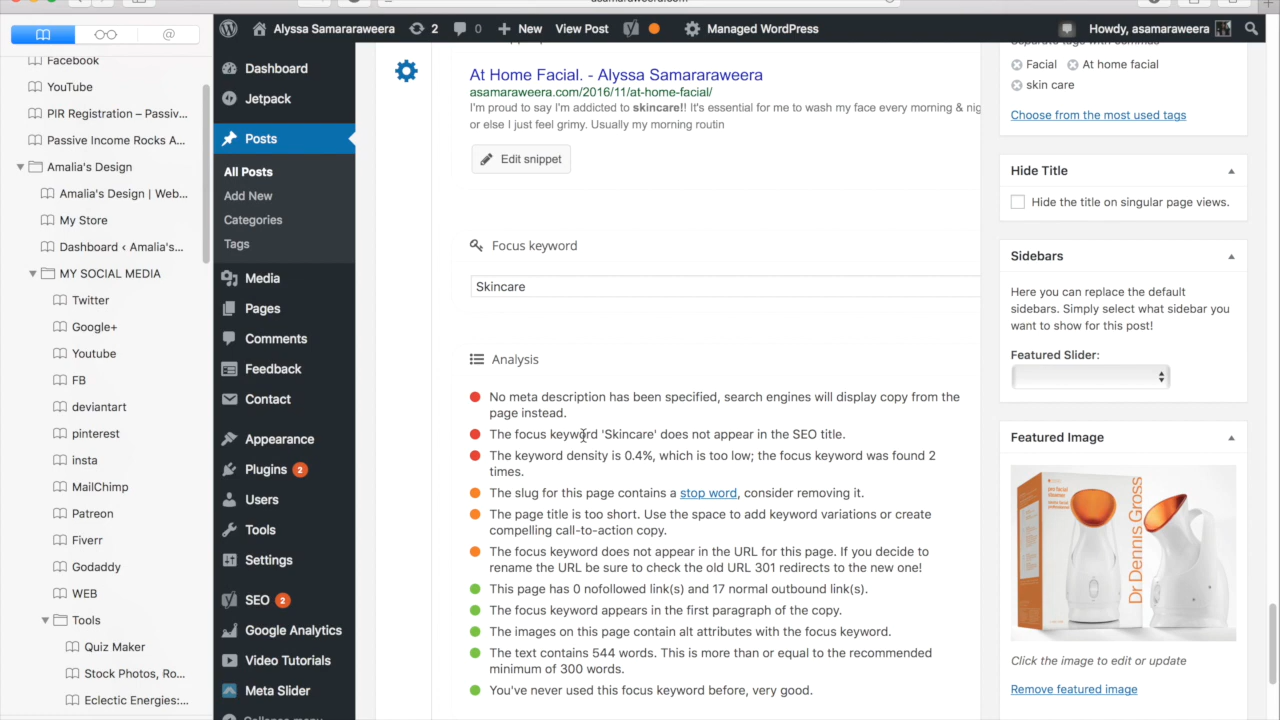 asamaraweera.com
@
Facebook
YouTube
PIR Registration – Passiv...
Passive Income Rocks A...
Amalia's Design
Amalia's Design | Web...
My Store
Dashboard ‹ Amalia's...
MY SOCIAL MEDIA
Twitter
Google+
Youtube
FB
deviantart
pinterest
insta
MailChimp
Patreon
Fiverr
Godaddy
WEB
Tools
Quiz Maker
Stock Photos, Ro...
Eclectic Energies:...
Alyssa Samararaweera
2
0
New
View Post
Managed WordPress
Howdy, asamaraweera
Dashboard
Jetpack
Posts
All Posts
Add New
Categories
Tags
Media
Pages
Comments
Feedback
Contact
Appearance
Plugins 2
Users
Tools
Settings
SEO 2
Google Analytics
Video Tutorials
Meta Slider
Collapse menu
At Home Facial. - Alyssa Samararaweera
asamaraweera.com/2016/11/at-home-facial/
I'm proud to say I'm addicted to skincare!! It's essential for me to wash my face every morning & nig
or else I just feel grimy. Usually my morning routin
Edit snippet
Focus keyword
Skincare
Analysis
No meta description has been specified, search engines will display copy from the
page instead.
The focus keyword 'Skincare' does not appear in the SEO title.
The keyword density is 0.4%, which is too low; the focus keyword was found 2
times.
The slug for this page contains a stop word, consider removing it.
The page title is too short. Use the space to add keyword variations or create
compelling call-to-action copy.
The focus keyword does not appear in the URL for this page. If you decide to
rename the URL be sure to check the old URL 301 redirects to the new one!
This page has 0 nofollowed link(s) and 17 normal outbound link(s).
The focus keyword appears in the first paragraph of the copy.
The images on this page contain alt attributes with the focus keyword.
The text contains 544 words. This is more than or equal to the recommended
minimum of 300 words.
You've never used this focus keyword before, very good.
Separate tags with commas
Facial
At home facial
skin care
Choose from the most used tags
Hide Title
Hide the title on singular page views.
Sidebars
Here you can replace the default
sidebars. Simply select what sidebar you
want to show for this post!
Featured Slider:
Featured Image
Dr Dennis Gross
Click the image to edit or update
Remove featured image